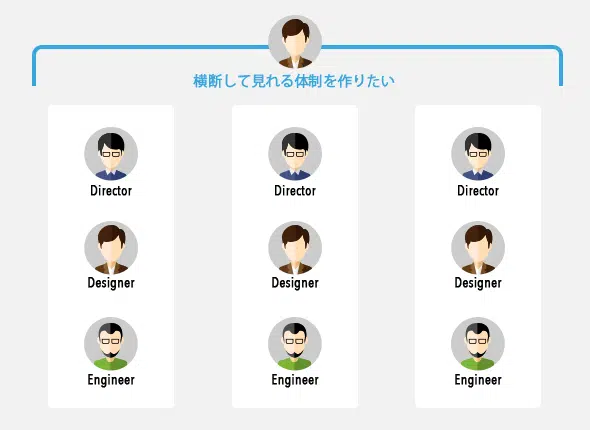 横断して見れる体制を作りたい
Director
Director
Director
Designer
Designer
Designer
Engineer
Engineer
Engineer